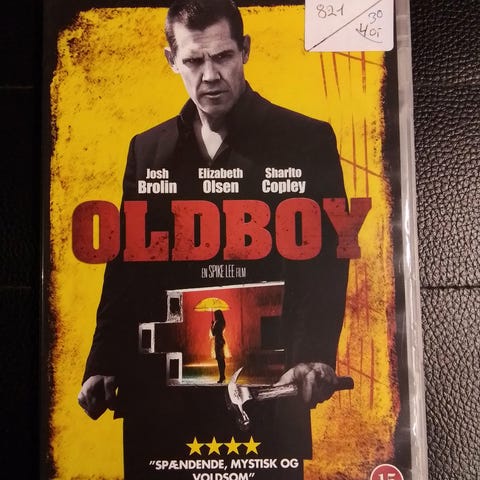 821
30
40,-
Josh Elizabeth Sharlto
Brolin Olsen Copley
OLDBOY
EN SPIKE LEE FILM
"SPÆNDENDE, MYSTISK OG
VOLDSOM"
15